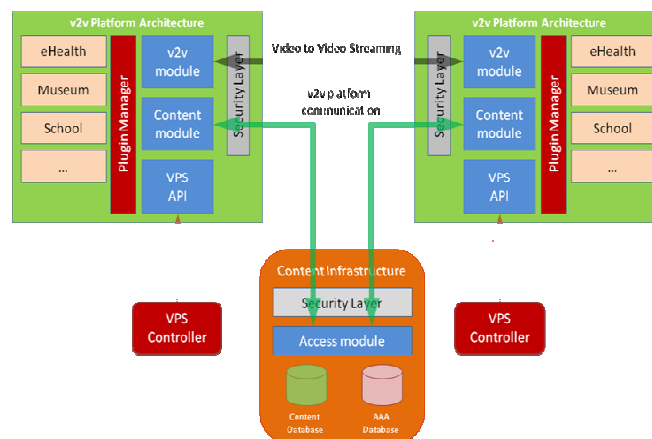 v2v Platform Architecture
eHealth
Museum
School
...
Plugin Manager
v2v
module
Content
module
VPS
API
Security Layer
Video to Video Streaming
v2v platform
communication
v2v Platform Architecture
Security Layer
v2v
module
Content
module
VPS
API
Plugin Manager
eHealth
Museum
School
...
VPS
Controller
Content Infrastructure
Security Layer
Access module
Content
Database
AAA
Database
VPS
Controller